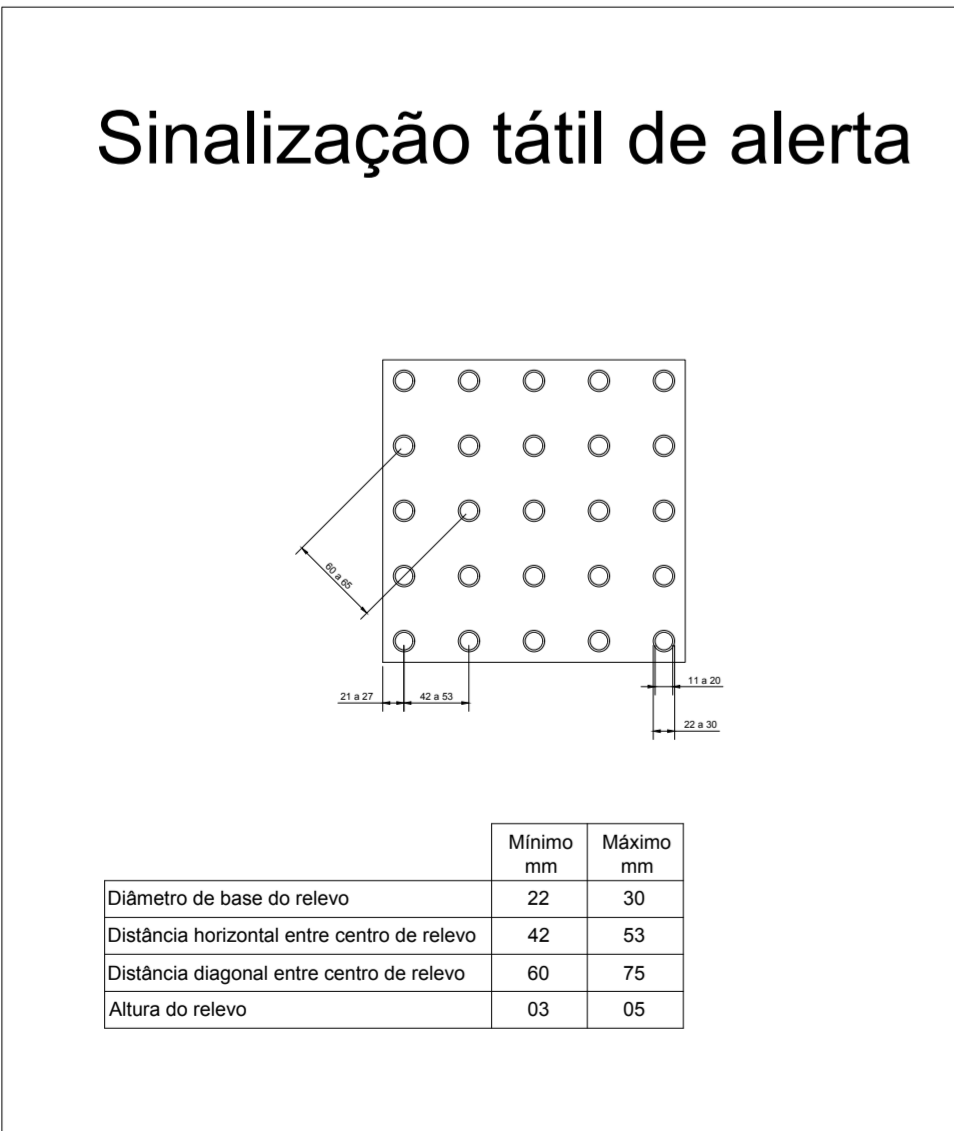 Sinalização tátil de alerta
60 a 65
21 a 27
42 a 53
11 a 20
22 a 30
Mínimo mm Máximo mm
Diâmetro de base do relevo 22 30
Distância horizontal entre centro de relevo 42 53
Distância diagonal entre centro de relevo 60 75
Altura do relevo 03 05